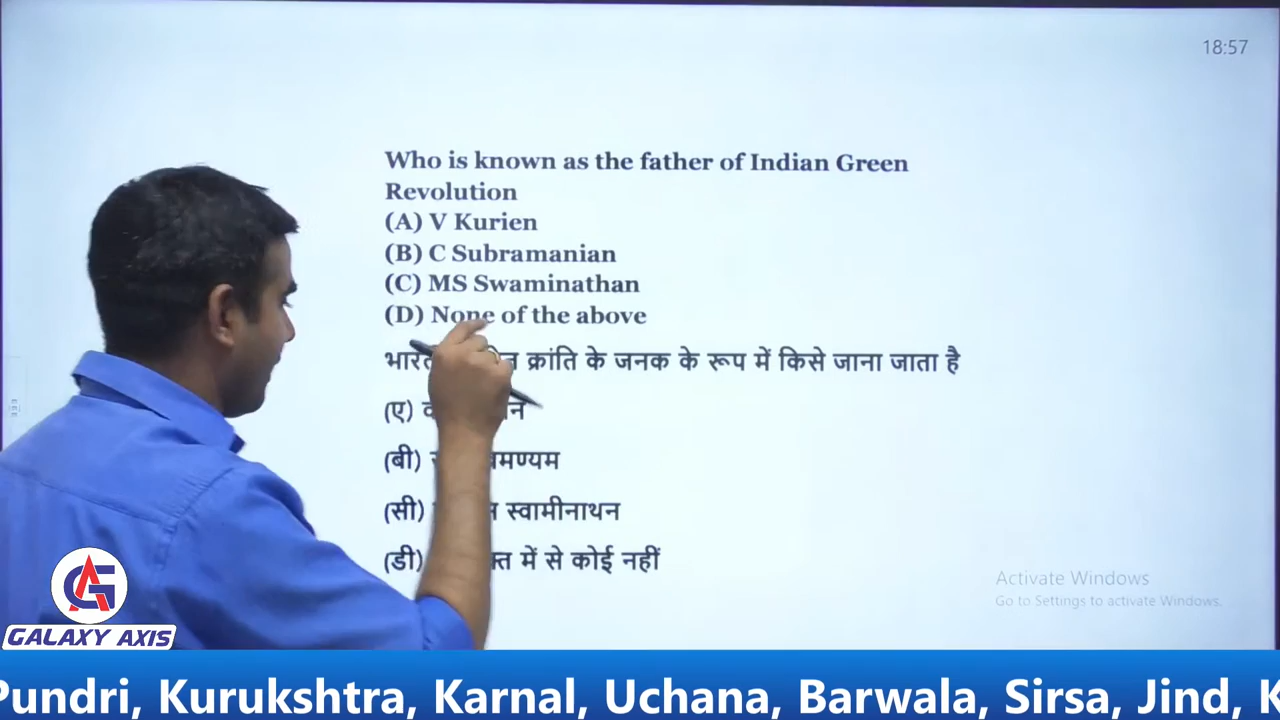 18:57
Who is known as the father of Indian Green
Revolution
(A) V Kurien
(B) C Subramanian
(C) MS Swaminathan
(D) None of the above
क्रांति के जनक के रूप में किसे जाना जाता है
(ए)
(बी)
(सी) स्वामीनाथन
(डी) में से कोई नहीं
Activate Windows
Go to Settings to activate Windows.
GALAXY AXIS
Pundri, Kurukshtra, Karnal, Uchana, Barwala, Sirsa, Jind,